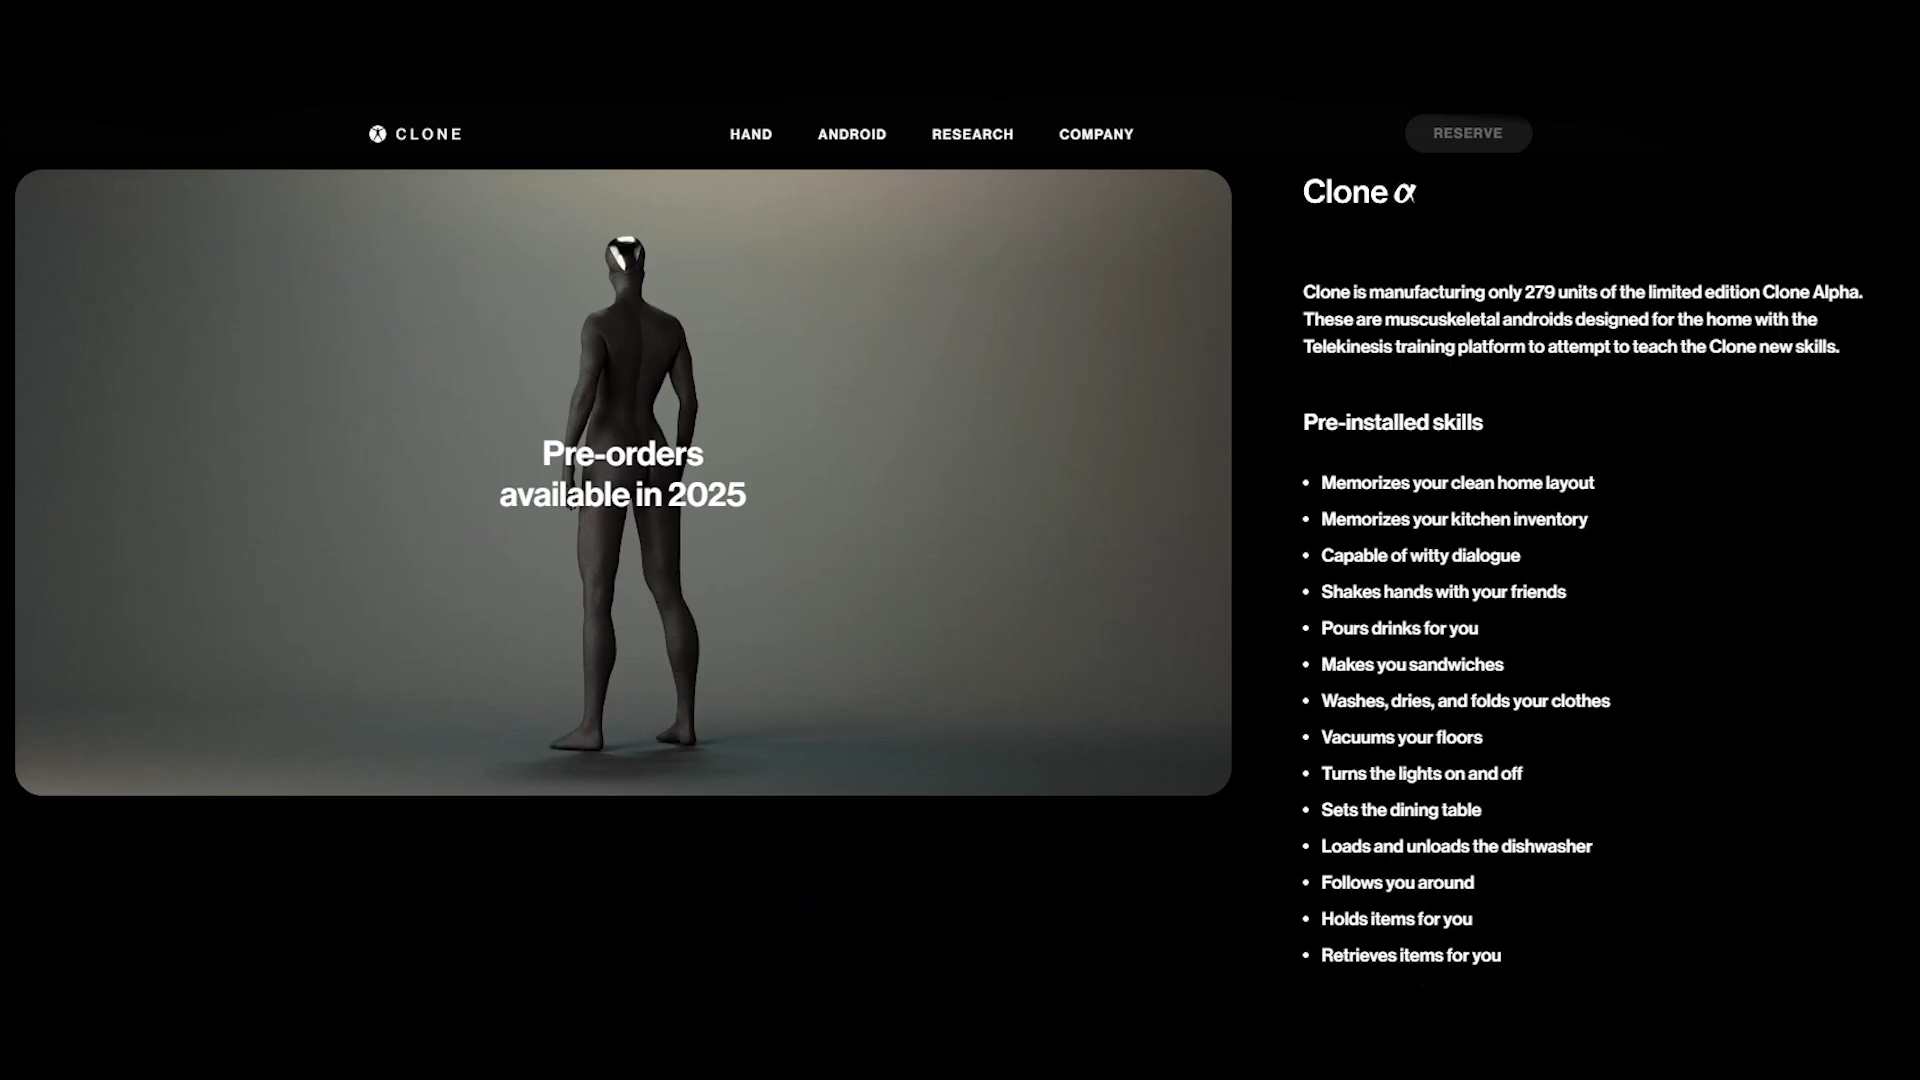 CLONE
HAND
ANDROID
RESEARCH
COMPANY
RESERVE
Pre-orders
available in 2025
Clone α
Clone is manufacturing only 279 units of the limited edition Clone Alpha.
These are muscuskeletal androids designed for the home with the
Telekinesis training platform to attempt to teach the Clone new skills.
Pre-installed skills
• Memorizes your clean home layout
• Memorizes your kitchen inventory
• Capable of witty dialogue
• Shakes hands with your friends
• Pours drinks for you
• Makes you sandwiches
• Washes, dries, and folds your clothes
• Vacuums your floors
• Turns the lights on and off
• Sets the dining table
• Loads and unloads the dishwasher
• Follows you around
• Holds items for you
• Retrieves items for you